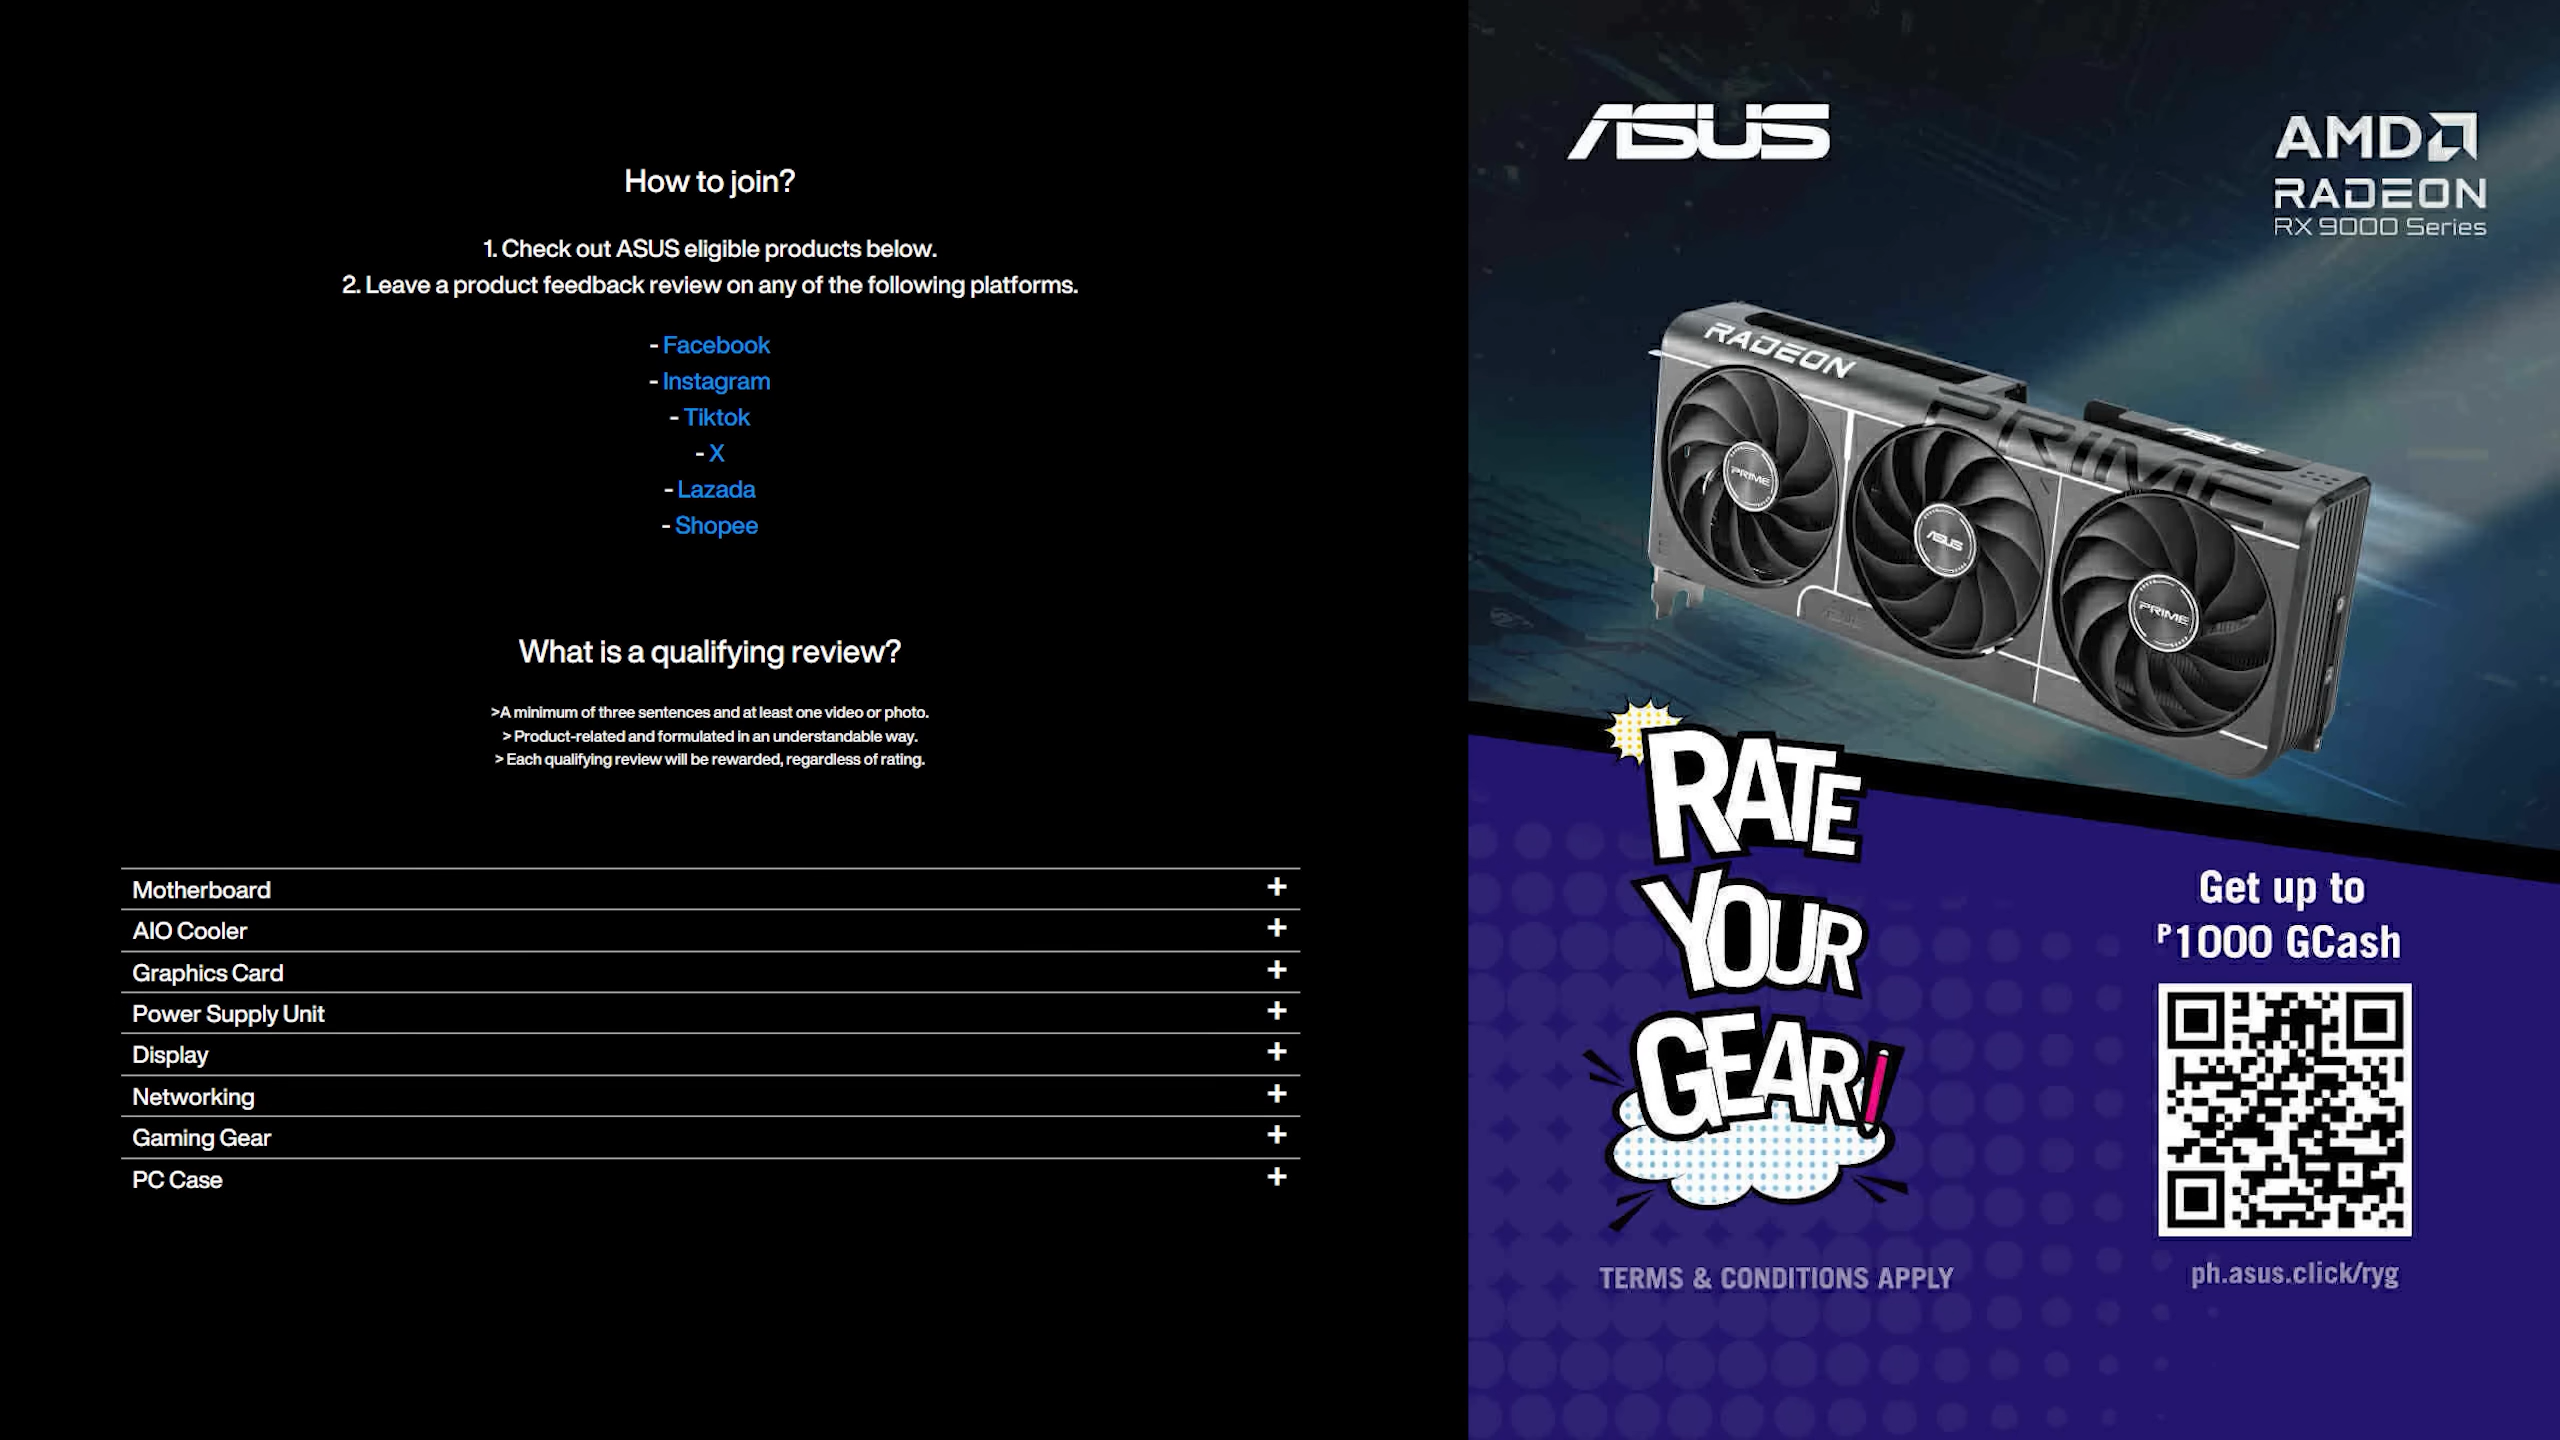 How to join?
1. Check out ASUS eligible products below.
2. Leave a product feedback review on any of the following platforms.
- Facebook
- Instagram
- Tiktok
- X
- Lazada
- Shopee
What is a qualifying review?
>A minimum of three sentences and at least one video or photo.
> Product-related and formulated in an understandable way.
> Each qualifying review will be rewarded, regardless of rating.
Motherboard +
AIO Cooler +
Graphics Card +
Power Supply Unit +
Display +
Networking +
Gaming Gear +
PC Case +
ASUS
AMD
RADEON
RX 9000 Series
RADEON
PRIME
ASUS
PRIME
ASUS
PRIME
ASUS
RATE
YOUR
GEAR!
Get up to
₱1000 GCash
TERMS & CONDITIONS APPLY
ph.asus.click/ryg